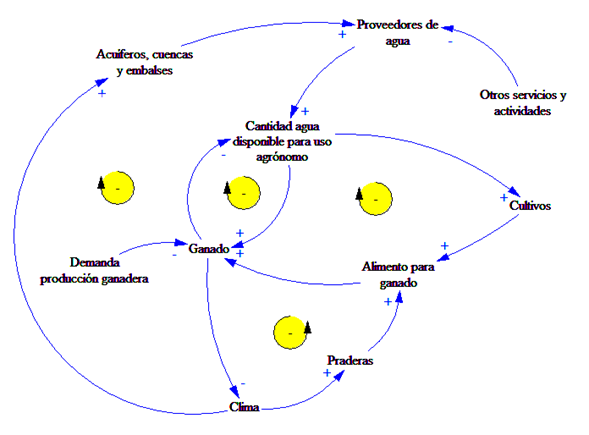 Proveedores de
agua
+
-
Acuíferos, cuencas
y embalses
+
Otros servicios y
actividades
+
Cantidad agua
disponible para uso
agrónomo
-
-
-
-
+
Cultivos
+
+
Ganado
+
-
Demanda
producción ganadera
Alimento para
ganado
+
-
Praderas
+
-
Clima